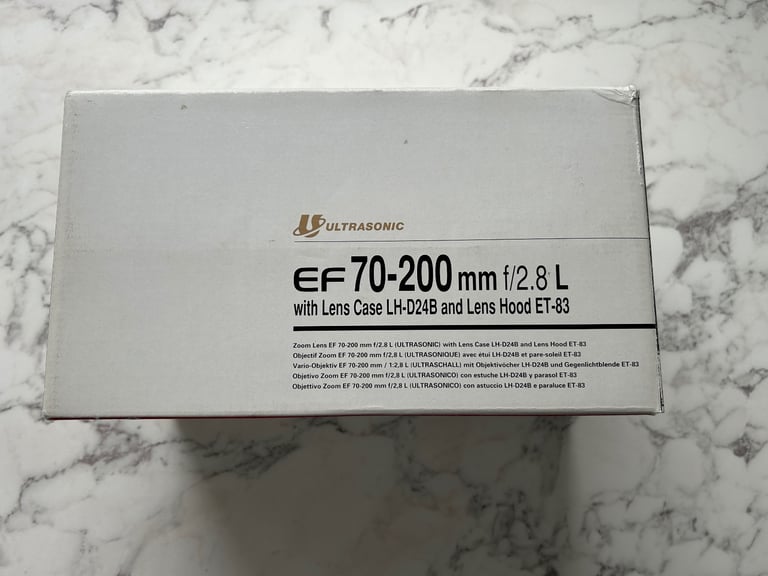 ULTRASONIC
EF 70-200 mm f/2.8 L
with Lens Case LH-D24B and Lens Hood ET-83
Zoom Lens EF 70-200 mm f/2.8 L (ULTRASONIC) with Lens Case LH-D24B and Lens Hood ET-83
Objectif Zoom EF 70-200 mm f/2,8 L (ULTRASONIQUE) avec étui LH-D24B et pare-soleil ET-83
Vario-Objektiv EF 70-200 mm / 1:2,8 L (ULTRASCHALL) mit Objektivöcher LH-D24B und Gegenlichtblende ET-83
Objetivo Zoom EF 70-200 mm f/2,8 L (ULTRASONICO) con estuche LH-D24B y parasol ET-83
Objettivo Zoom EF 70-200 mm f/2,8 L (ULTRASONICO) con astuccio LH-D24B e paraluce ET-83